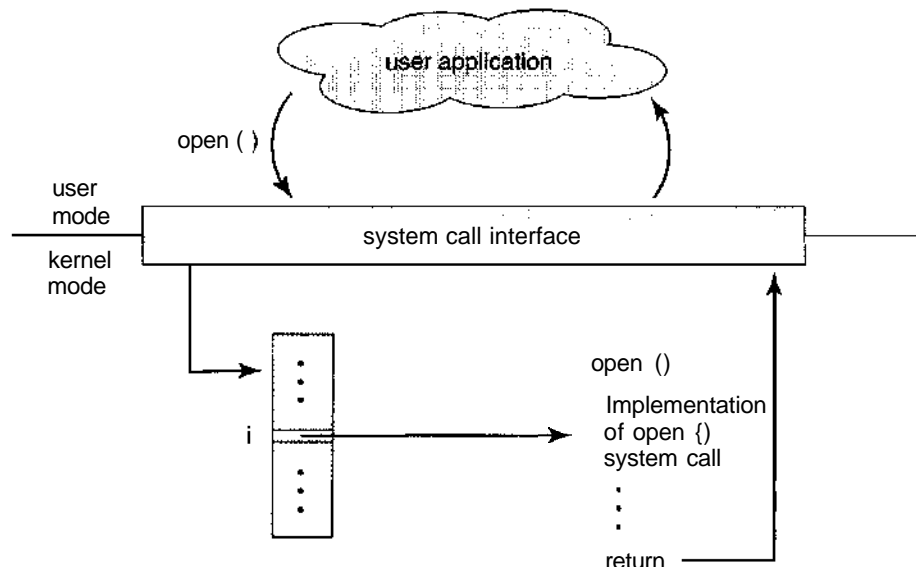 user application
open ( )
user
mode
system call interface
kernel
mode
open ()
Implementation
of open {)
system call
i
return